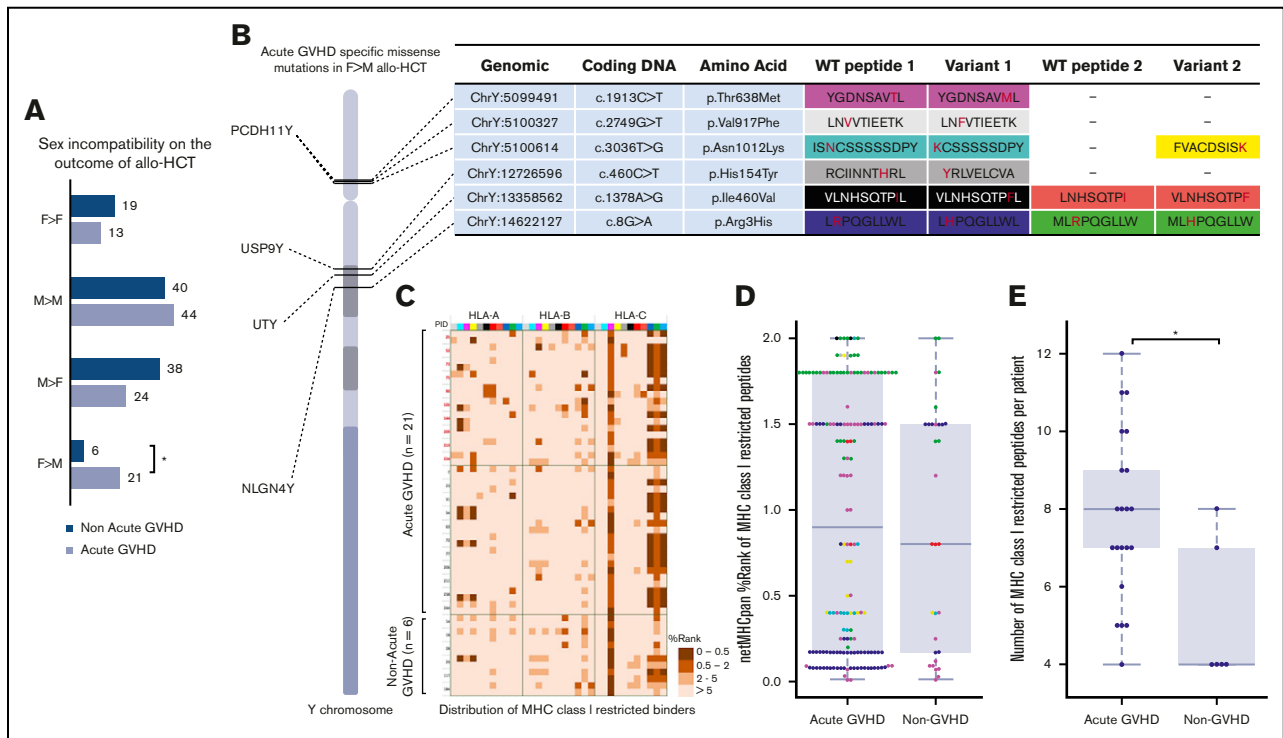 A
Sex incompatibility on the
outcome of allo-HCT
F>F
19
13
M>M
40
44
M>F
38
24
F>M
6
21
*
Non Acute GVHD
Acute GVHD
B
Acute GVHD specific missense
mutations in F>M allo-HCT
PCDH11Y
USP9Y
UTY
NLGN4Y
Y chromosome
Genomic Coding DNA Amino Acid WT peptide 1 Variant 1 WT peptide 2 Variant 2
ChrY:5099491 c.1913C>T p.Thr638Met YGDNSAVTL YGDNSAVML – –
ChrY:5100327 c.2749G>T p.Val917Phe LNVVTIEETK LNFVTIEETK – –
ChrY:5100614 c.3036T>G p.Asn1012Lys ISNCSSSSSDPY KCSSSSSDPY – FVACDSISK
ChrY:12726596 c.460C>T p.His154Tyr RCIINNTHRL YRLVELCVA – –
ChrY:13358562 c.1378A>G p.Ile460Val VLNHSQTPIL VLNHSQTPFL LNHSQTPI VLNHSQTPF
ChrY:14622127 c.8G>A p.Arg3His LRPQGLLWL LHPQGLLWL MLRPQGLLW MLHPQGLLW
C
HLA-A HLA-B HLA-C
PID
Acute GVHD (n = 21)
Non-Acute
GVHD (n = 6)
%Rank
0 – 0.5
0.5 – 2
2 - 5
> 5
Distribution of MHC class I restricted binders
D
netMHCpan %Rank of MHC class I restricted peptides
2.0
1.5
1.0
0.5
0.0
Acute GVHD Non-GVHD
E
Number of MHC class I restricted peptides per patient
*
12
10
8
6
4
Acute GVHD Non-GVHD